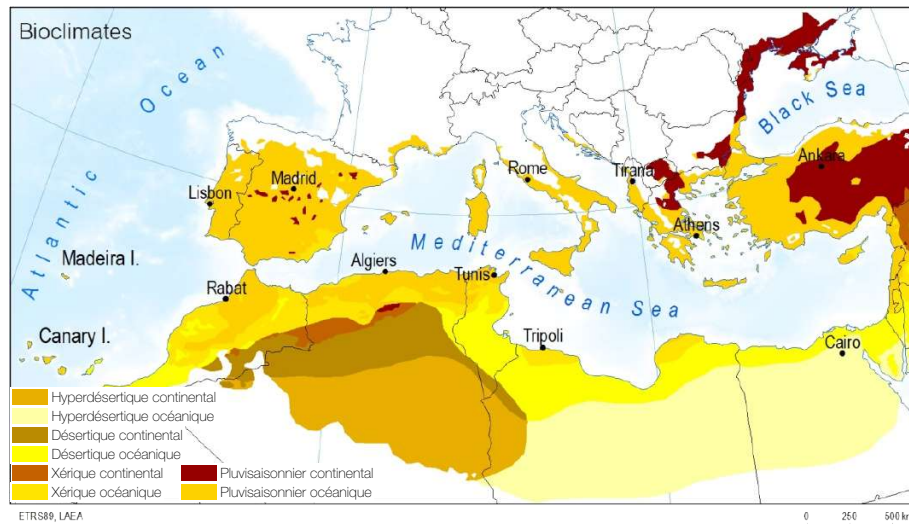 Bioclimates
Atlantic Ocean
Black Sea
Mediterranean Sea
Ankara
Rome
Tirana
Madrid
Lisbon
Athens
Madeira I.
Algiers
Tunis
Rabat
Canary I.
Tripoli
Cairo
Hyperdésertique continental
Hyperdésertique océanique
Désertique continental
Désertique océanique
Xérique continental
Pluvisaisonnier continental
Xérique océanique
Pluvisaisonnier océanique
ETRS89, LAEA
0 250 500 km